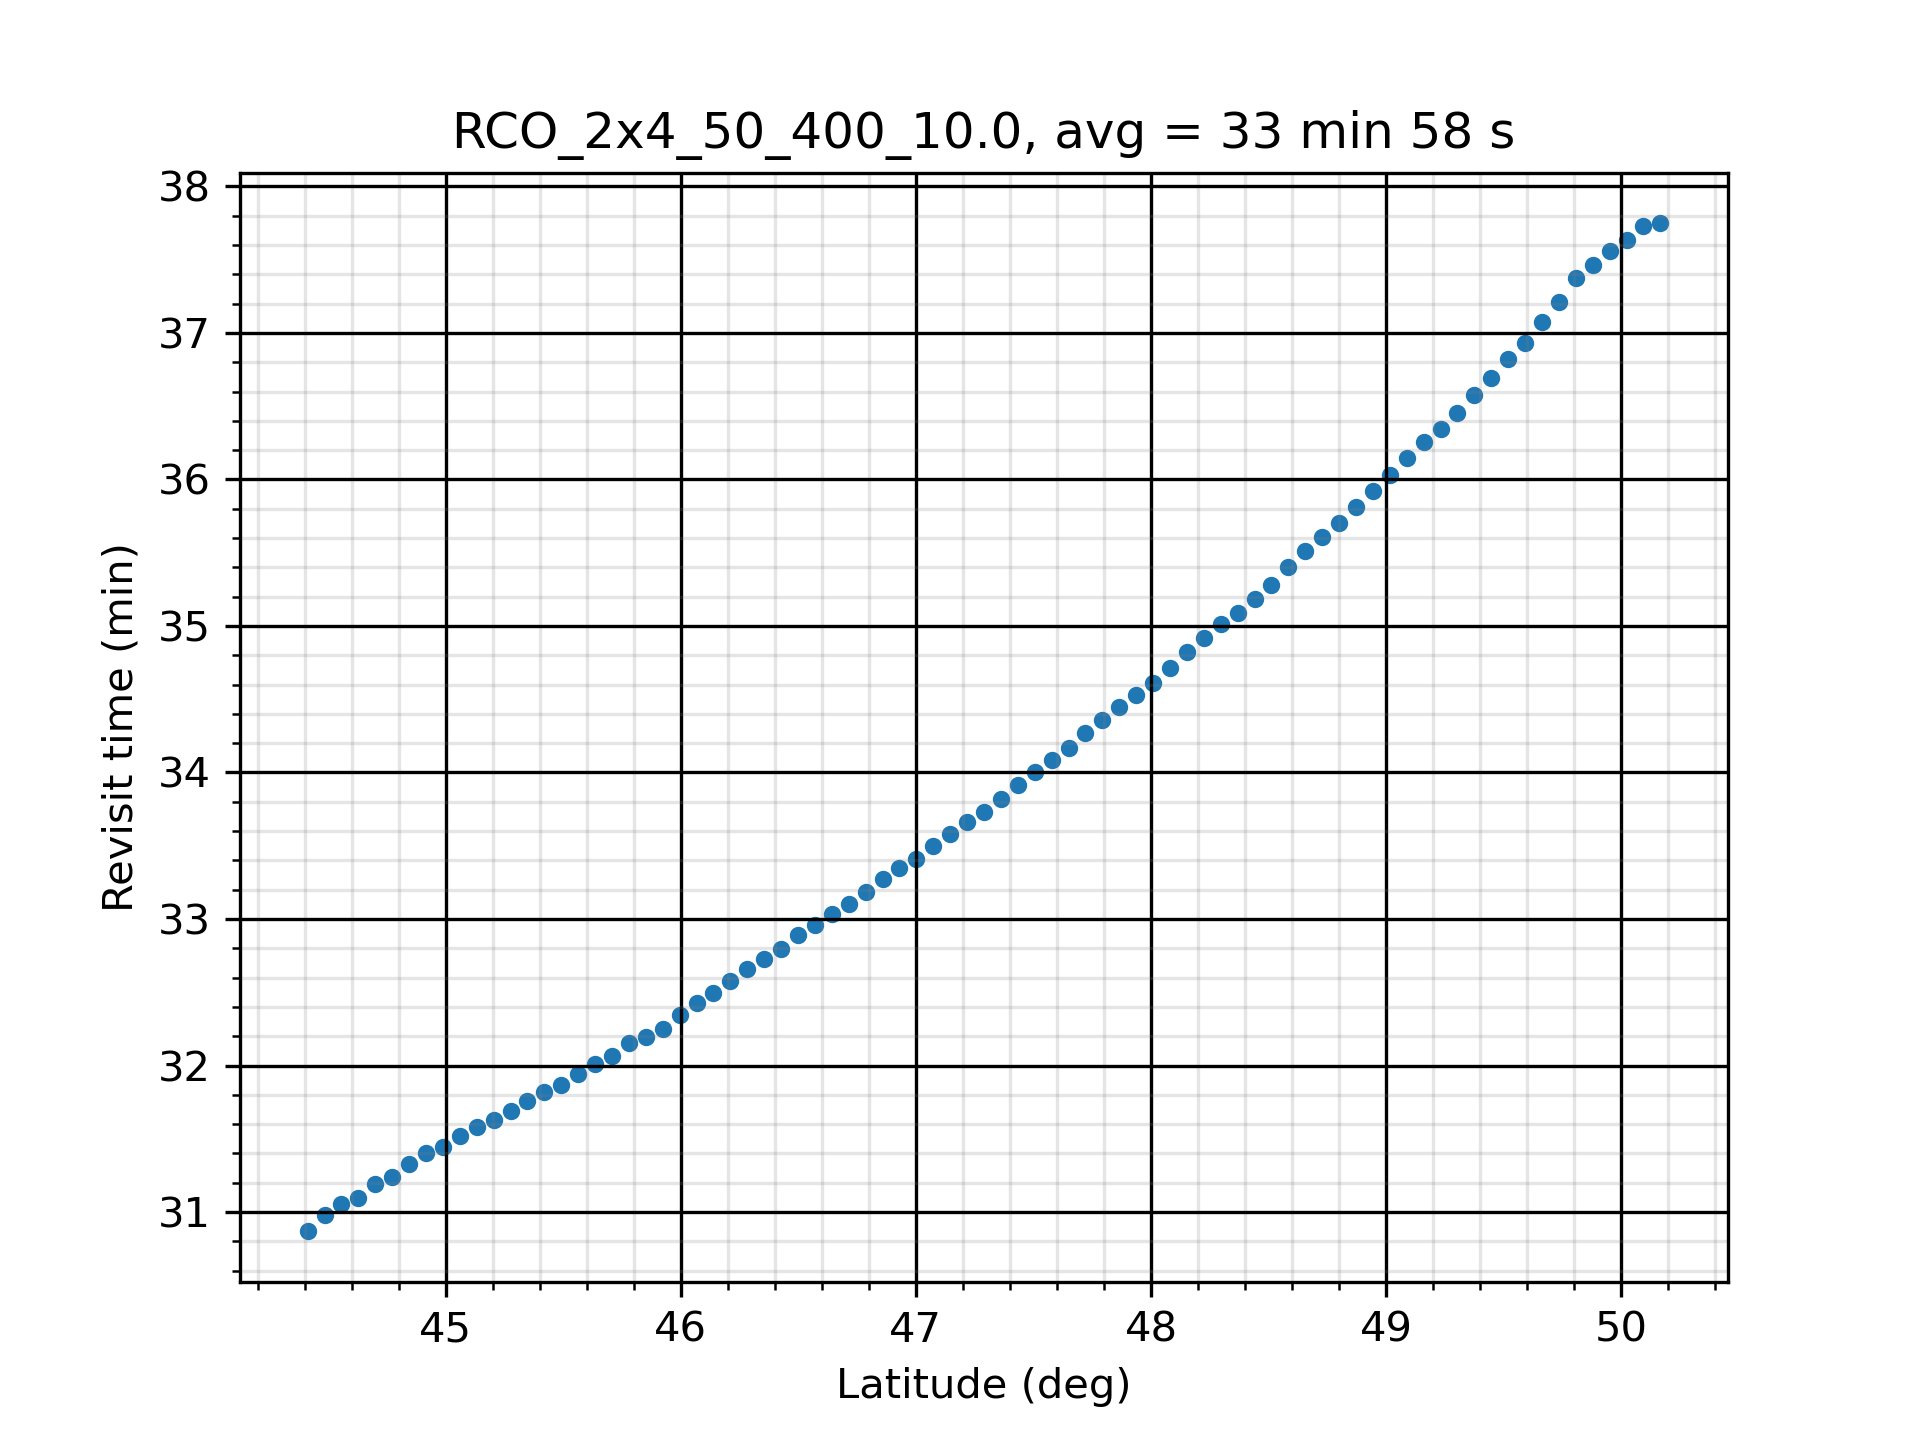 RCO_2x4_50_400_10.0, avg = 33 min 58 s
38
37
36
35
34
33
32
31
Revisit time (min)
45 46 47 48 49 50
Latitude (deg)